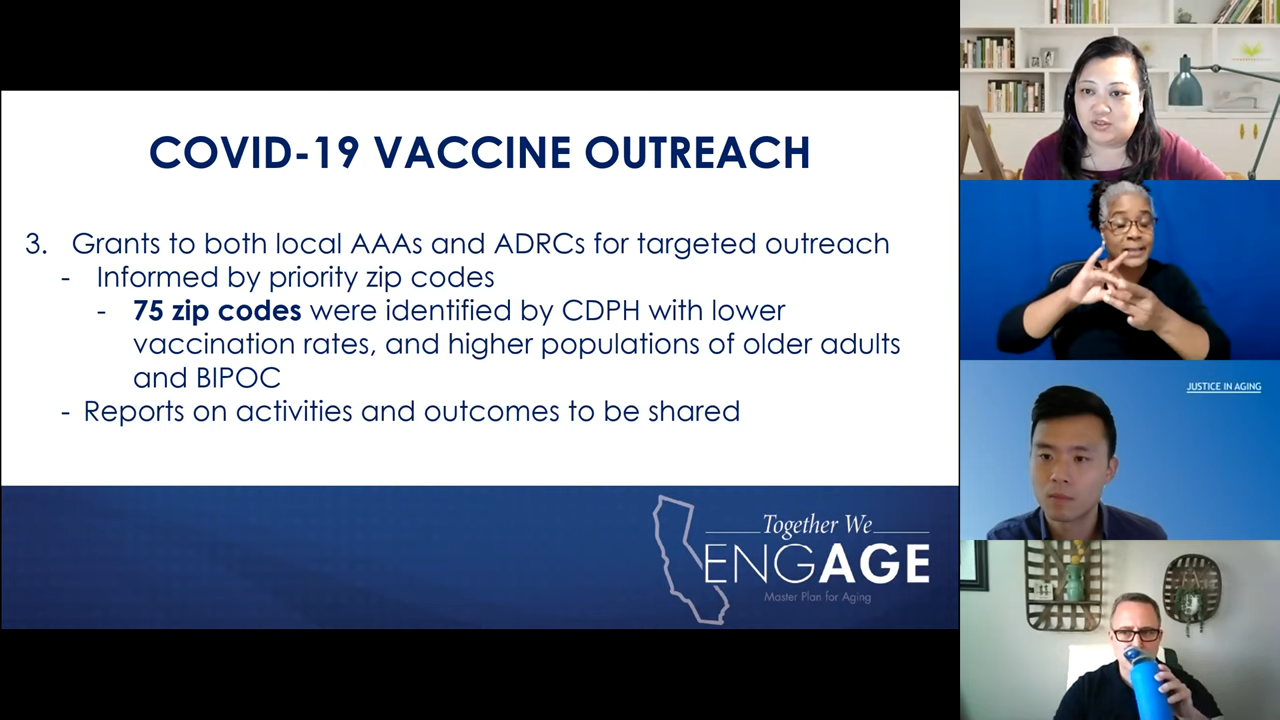 COVID-19 VACCINE OUTREACH
3. Grants to both local AAAs and ADRCs for targeted outreach
- Informed by priority zip codes
- 75 zip codes were identified by CDPH with lower
vaccination rates, and higher populations of older adults
and BIPOC
- Reports on activities and outcomes to be shared
Together We
ENGAGE
Master Plan for Aging
JUSTICE IN AGING